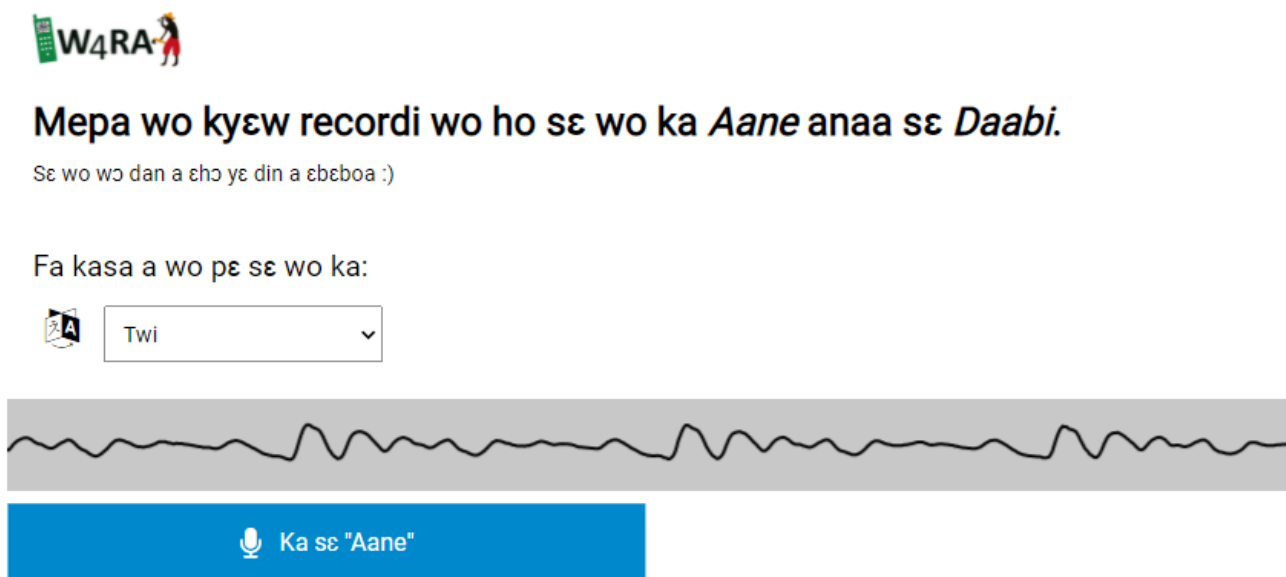 W4RA
Mepa wo kyɛw recordi wo ho sɛ wo ka Aane anaa sɛ Daabi.
Sɛ wo wɔ dan a ɛhɔ yɛ din a ɛbɛboa :)
Fa kasa a wo pɛ sɛ wo ka:
Twi
Ka sɛ "Aane"